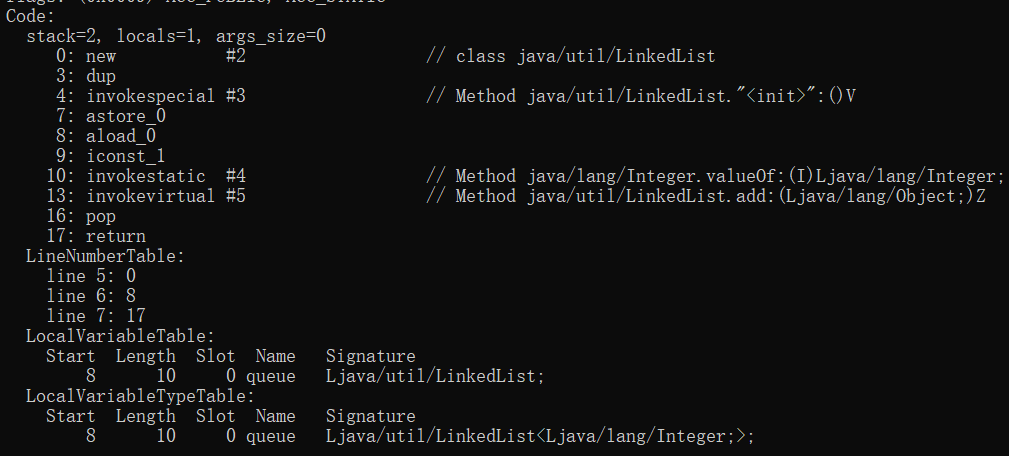 flags: (0x0009) ACC_PUBLIC, ACC_STATIC
Code:
  stack=2, locals=1, args_size=0
     0: new           #2                  // class java/util/LinkedList
     3: dup
     4: invokespecial #3                  // Method java/util/LinkedList."<init>":()V
     7: astore_0
     8: aload_0
     9: iconst_1
    10: invokestatic  #4                  // Method java/lang/Integer.valueOf:(I)Ljava/lang/Integer;
    13: invokevirtual #5                  // Method java/util/LinkedList.add:(Ljava/lang/Object;)Z
    16: pop
    17: return
  LineNumberTable:
    line 5: 0
    line 6: 8
    line 7: 17
  LocalVariableTable:
    Start  Length  Slot  Name   Signature
        8      10     0 queue   Ljava/util/LinkedList;
  LocalVariableTypeTable:
    Start  Length  Slot  Name   Signature
        8      10     0 queue   Ljava/util/LinkedList<Ljava/lang/Integer;>;